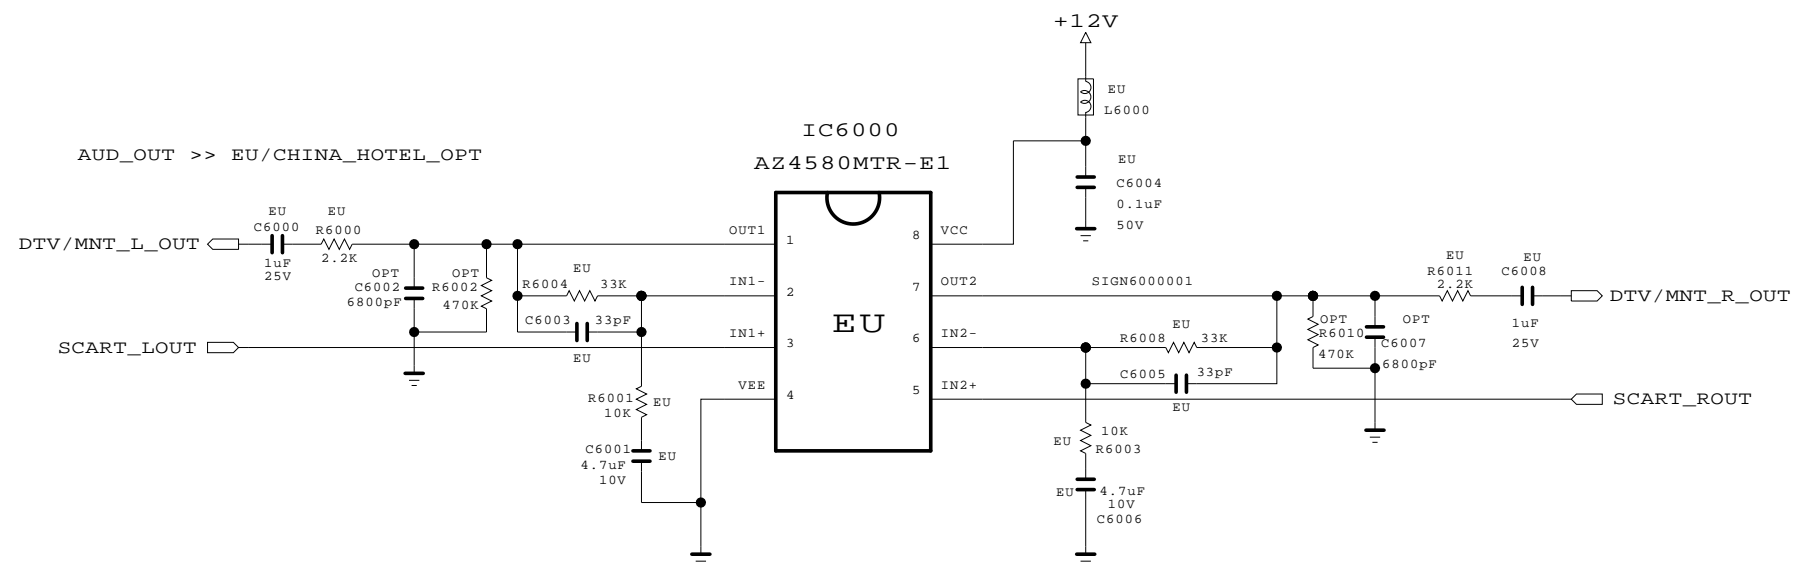 +12V
EU
L6000
IC6000
AZ4580MTR-E1
AUD_OUT >> EU/CHINA_HOTEL_OPT
EU
C6004
0.1uF
50V
DTV/MNT_L_OUT
EU
C6000
1uF
25V
EU
R6000
2.2K
OPT
C6002
6800pF
OPT
R6002
470K
EU
R6004
33K
C6003
33pF
EU
SCART_LOUT
R6001
10K
EU
C6001
4.7uF
10V
EU
OUT1
1
IN1-
2
IN1+
3
VEE
4
EU
8
VCC
7
OUT2
6
IN2-
5
IN2+
SIGN6000001
EU
R6008
33K
C6005
33pF
EU
EU
10K
R6003
EU
4.7uF
10V
C6006
OPT
R6010
470K
OPT
C6007
6800pF
EU
R6011
2.2K
EU
C6008
1uF
25V
DTV/MNT_R_OUT
SCART_ROUT